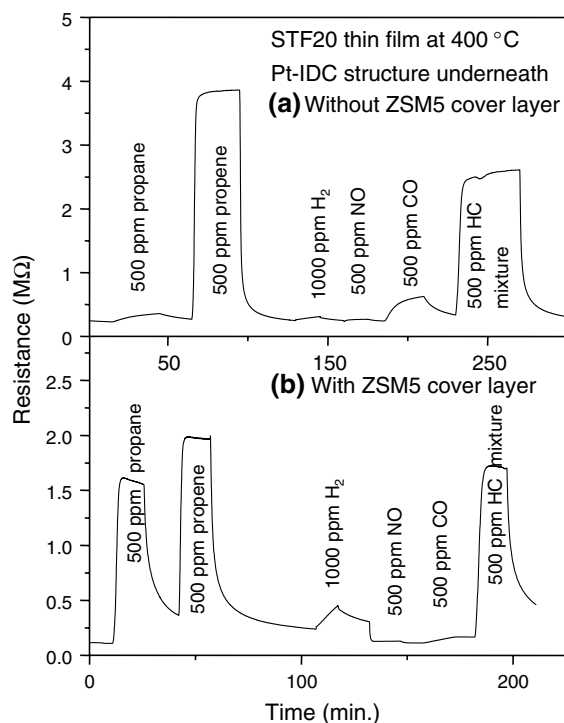 5
STF20 thin film at 400 °C
Pt-IDC structure underneath
(a) Without ZSM5 cover layer
4
3
2
1
0
500 ppm propane
500 ppm propene
1000 ppm H2
500 ppm NO
500 ppm CO
500 ppm HC
mixture
50
150
250
Resistance (MΩ)
(b) With ZSM5 cover layer
2.5
2.0
1.5
1.0
0.5
0.0
500 ppm propane
500 ppm propene
1000 ppm H2
500 ppm NO
500 ppm CO
500 ppm HC mixture
0
100
200
Time (min.)